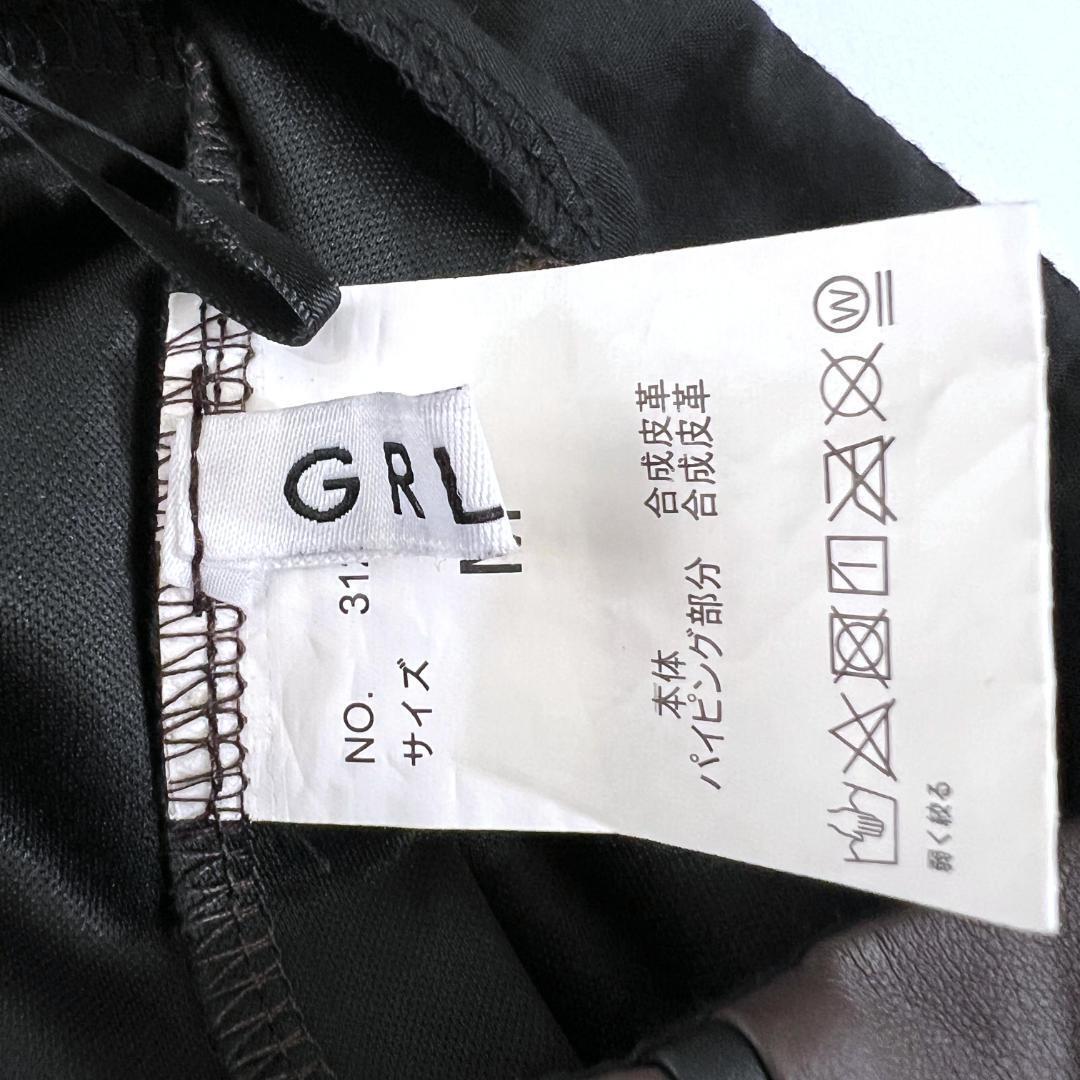 GRL
NO. 31
サイズ M
本体 合成皮革
パイピング部分 合成皮革
W
弱く絞る